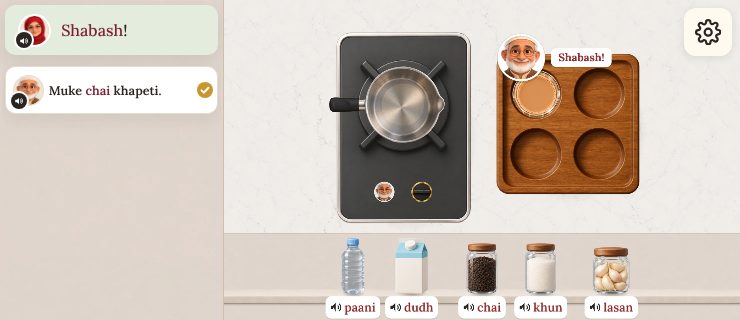 Shabash!
Muke chai khapeti.
Shabash!
paani
dudh
chai
khun
lasan